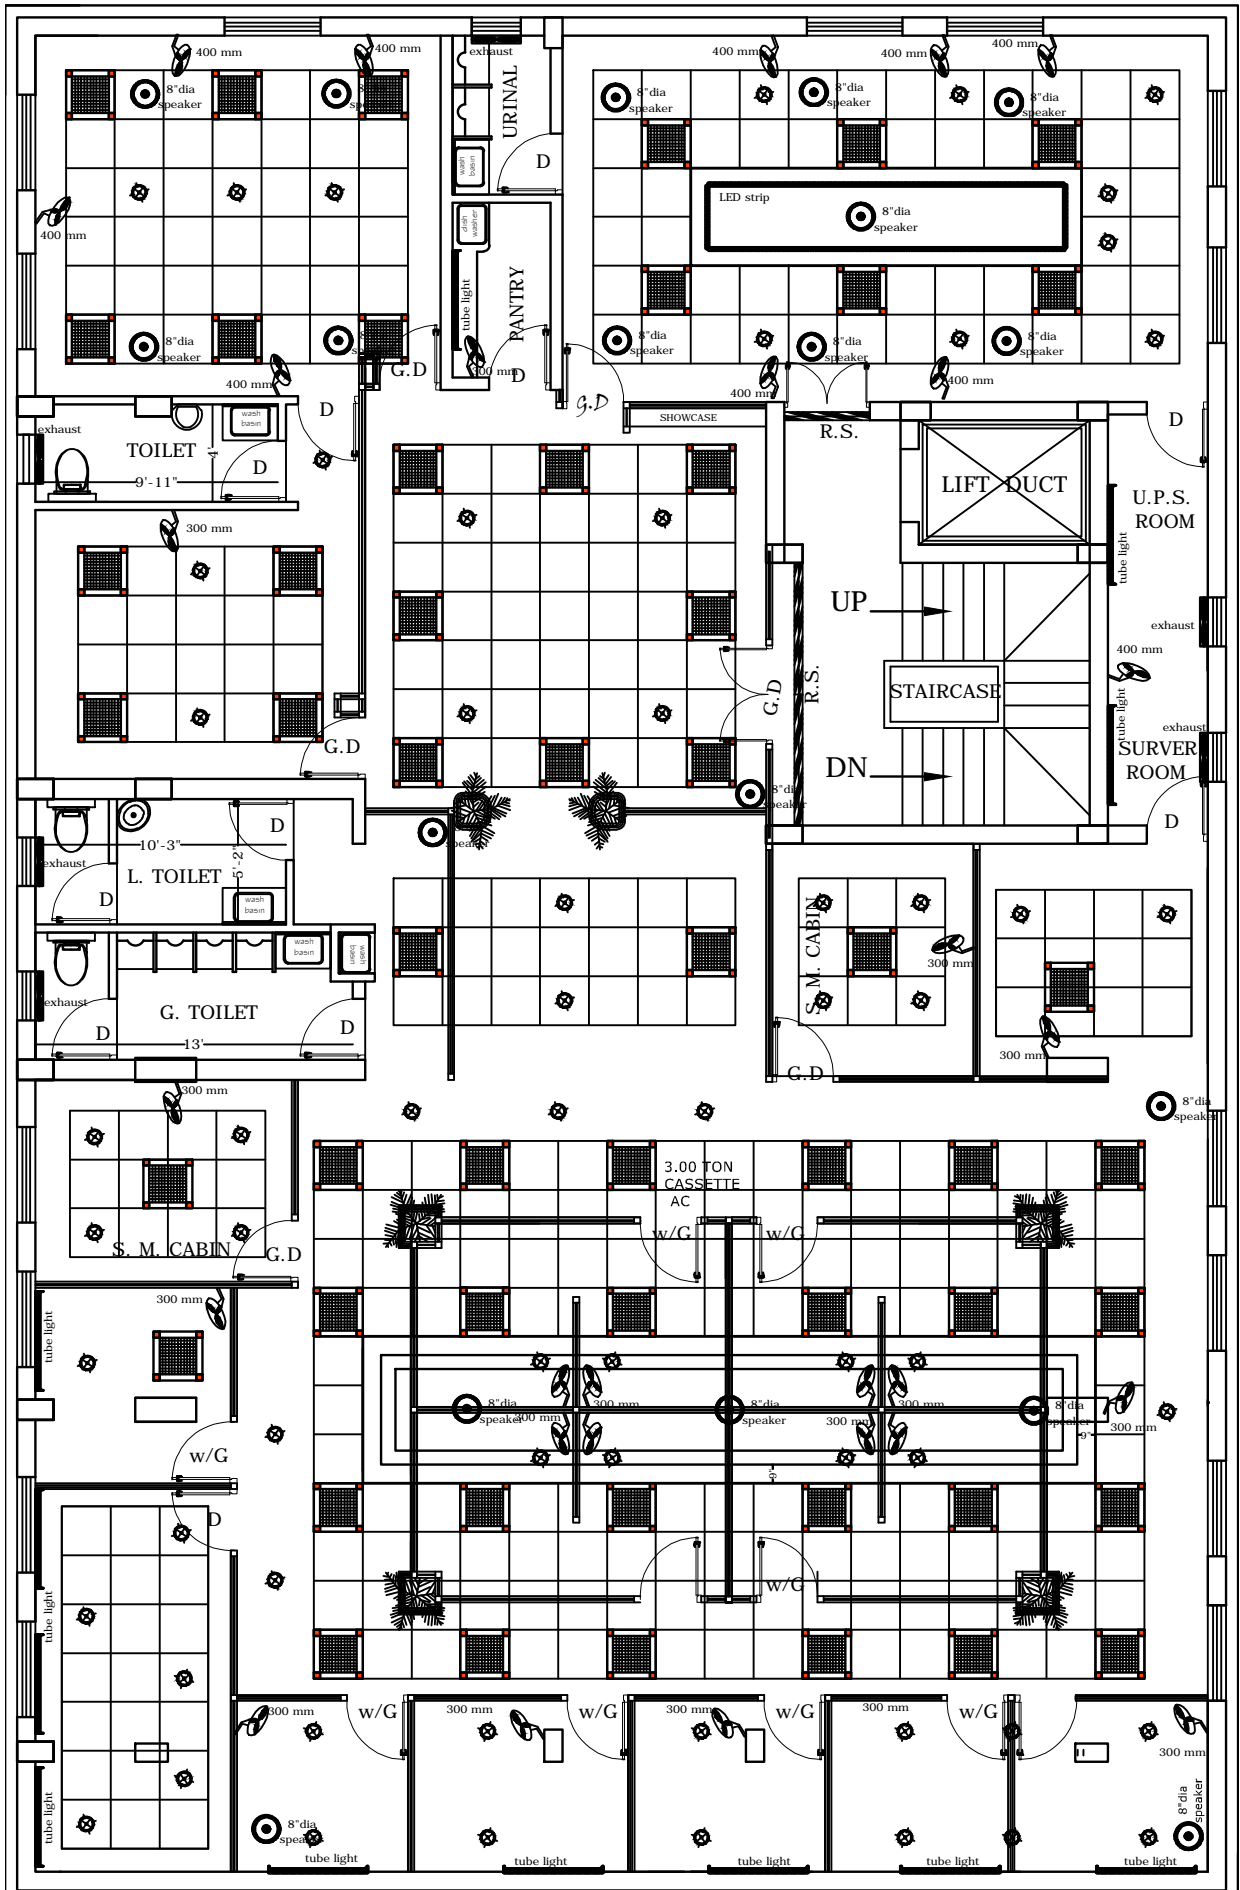 400 mm
400 mm
exhaust
400 mm
400 mm
400 mm
8"dia
speaker
8"dia
URINAL
8"dia
speaker
8"dia
speaker
8"dia
speaker
wash
basin
D
LED strip
8"dia
speaker
400 mm
dish
washer
tube light
PANTRY
8"dia
speaker
8"dia
speaker
8"dia
speaker
8"dia
speaker
400 mm
G.D
300 mm
D
400 mm
400 mm
G.D
SHOWCASE
R.S.
D
exhaust
wash
basin
D
TOILET
4'
D
9'-11"
LIFT DUCT
U.P.S.
ROOM
D
300 mm
tube light
UP
exhaust
400 mm
STAIRCASE
G.D
R.S.
tube light
exhaust
G.D
DN
SURVER
ROOM
8"dia
speaker
D
D
speaker
10'-3"
5'-2"
exhaust
L. TOILET
D
wash
basin
S. M. CABIN
wash
basin
wash
basin
300 mm
exhaust
G. TOILET
D
D
13'
300 mm
G.D
300 mm
8"dia
speaker
3.00 TON
CASSETTE
AC
S. M. CABIN
G.D
w/G
w/G
300 mm
tube light
8"dia
speaker
300 mm
300 mm
8"dia
speaker
300 mm
300 mm
8"dia
speaker
300 mm
9"
w/G
9"
D
w/G
tube light
300 mm
w/G
300 mm
w/G
300 mm
w/G
300 mm
w/G
300 mm
tube light
8"dia
speaker
8"dia
speaker
tube light
tube light
tube light
tube light
tube light